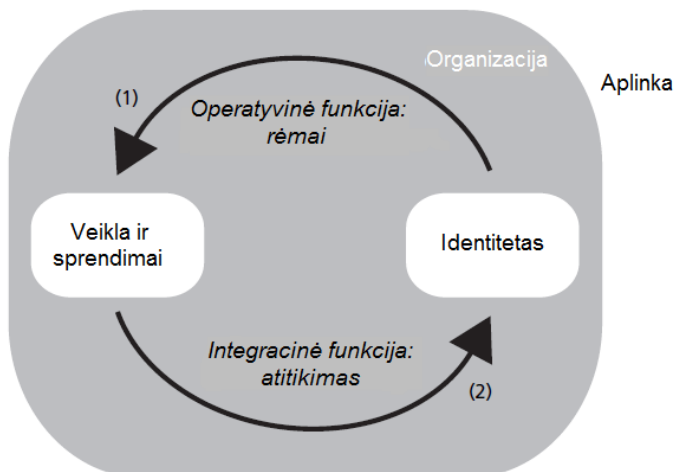 Organizacija
Aplinka
(1)
Operatyvinė funkcija:
rėmai
Veikla ir
sprendimai
Identitetas
Integracinė funkcija:
atitikimas
(2)